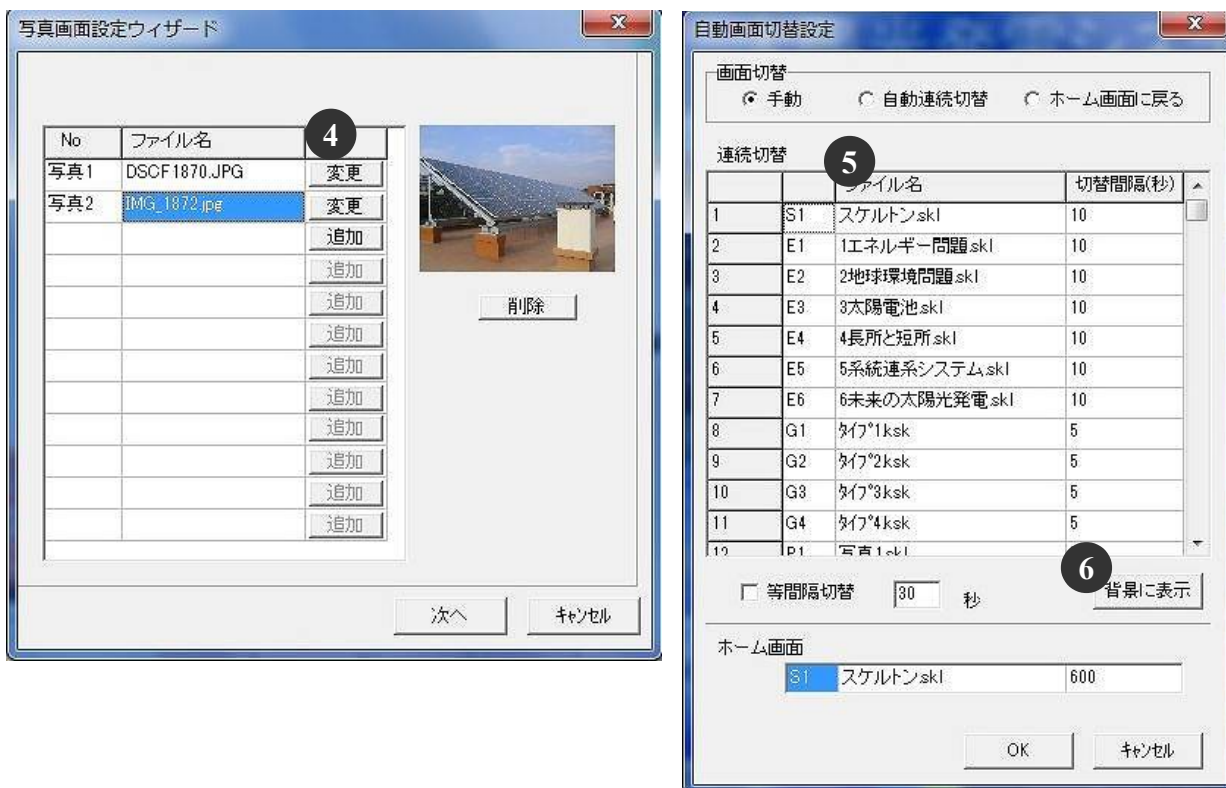 写真画面設定ウィザード
No ファイル名 4
写真1 DSCF1870.JPG 変更
写真2 IMG_1872.jpg 変更
追加
追加
追加
追加
追加
追加
追加
追加
追加
追加
削除
次へ キャンセル
自動画面切替設定
画面切替
手動 自動連続切替 ホーム画面に戻る
連続切替 5
ファイル名 切替間隔(秒)
1 S1 スケルトン.skl 10
2 E1 1エネルギー問題.skl 10
3 E2 2地球環境問題.skl 10
4 E3 3太陽電池.skl 10
5 E4 4長所と短所.skl 10
6 E5 5系統連系システム.skl 10
7 E6 6未来の太陽光発電.skl 10
8 G1 ﾀｲﾌﾟ1.ksk 5
9 G2 ﾀｲﾌﾟ2.ksk 5
10 G3 ﾀｲﾌﾟ3.ksk 5
11 G4 ﾀｲﾌﾟ4.ksk 5
12 P1 写真1.skl
6
等間隔切替 30 秒 背景に表示
ホーム画面
S1 スケルトン.skl 600
OK キャンセル